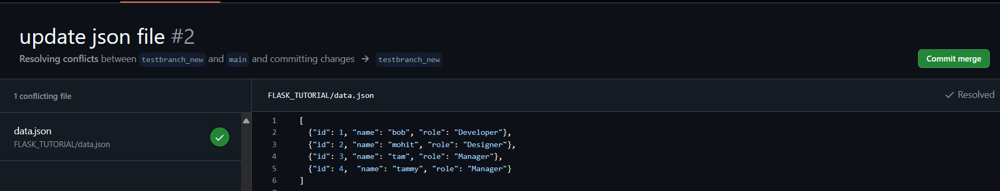 update json file #2
Resolving conflicts between testbranch_new and main and committing changes → testbranch_new
Commit merge
1 conflicting file
FLASK_TUTORIAL/data.json
Resolved
data.json
FLASK_TUTORIAL/data.json
1 [
2 {"id": 1, "name": "bob", "role": "Developer"},
3 {"id": 2, "name": "mohit", "role": "Designer"},
4 {"id": 3, "name": "tam", "role": "Manager"},
5 {"id": 4,  "name": "tammy", "role": "Manager"}
6 ]